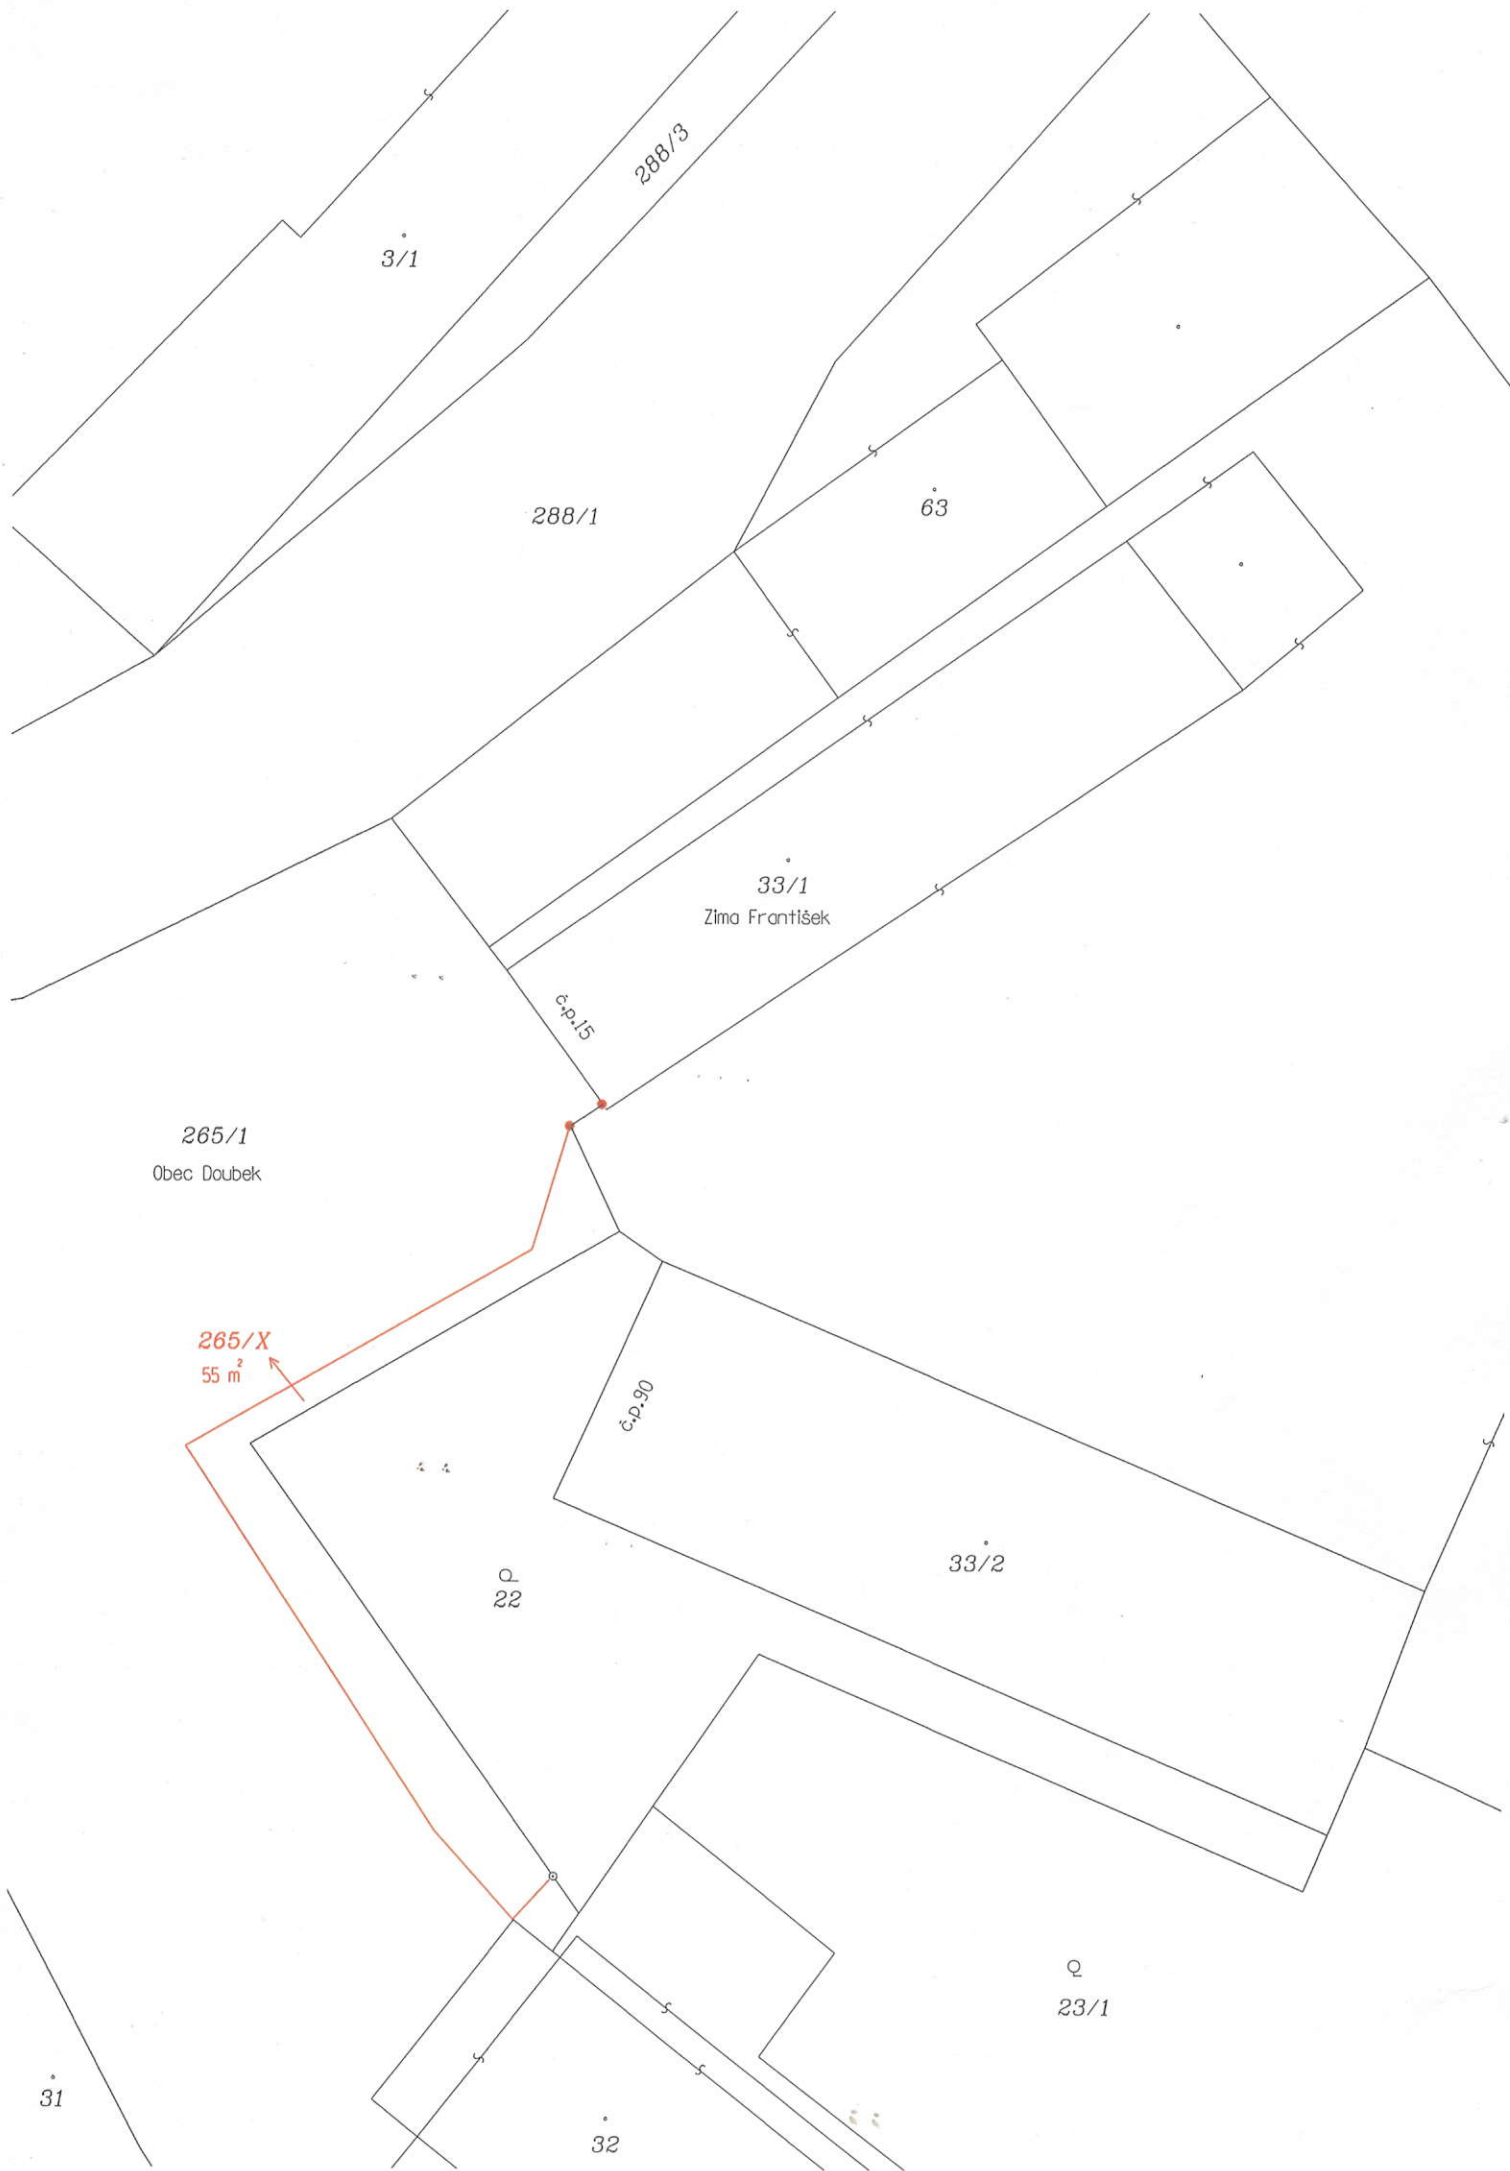 288/3
3/1
288/1
63
33/1
Zima František
č.p.15
265/1
Obec Doubek
265/X
55 m²
č.p.90
33/2
22
23/1
31
32